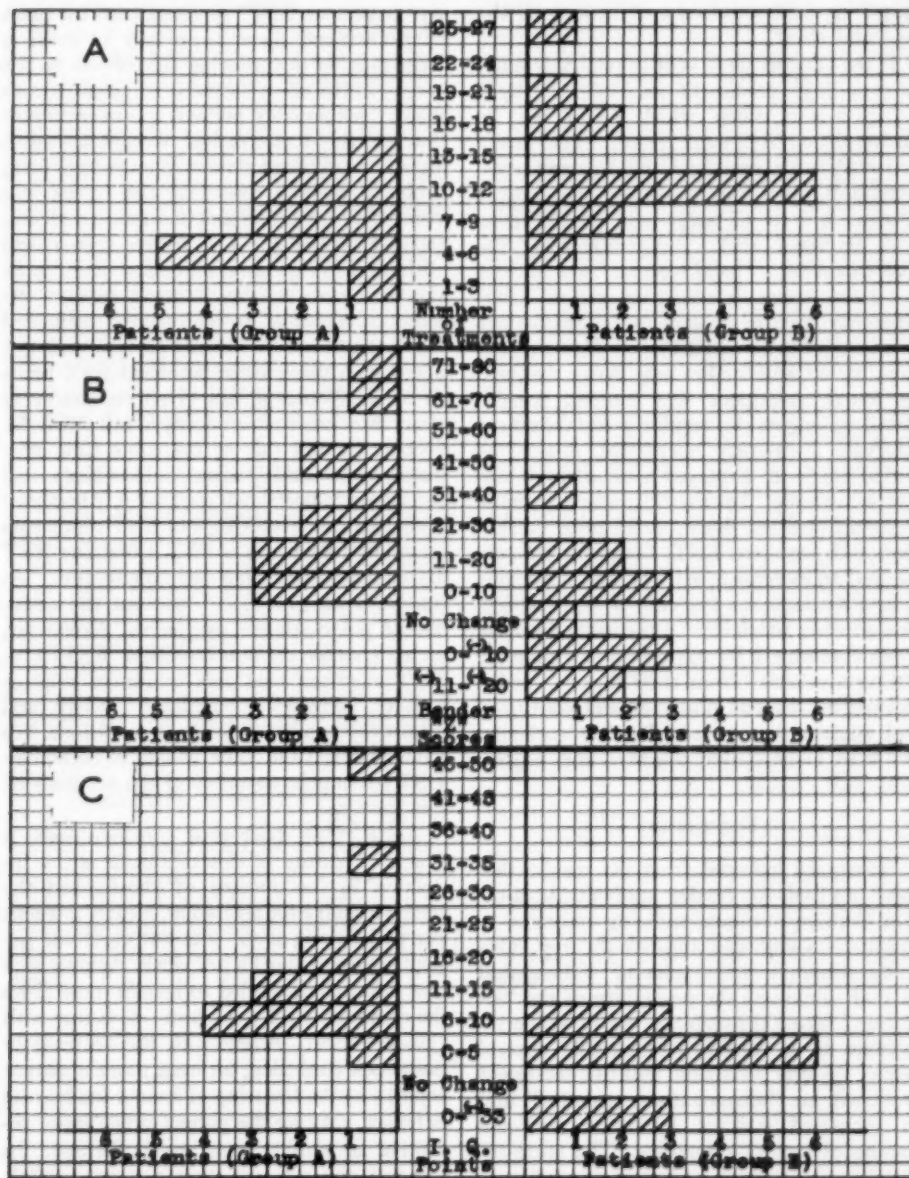 A
25-27
22-24
19-21
16-18
13-15
10-12
7-9
4-6
1-3
6 5 4 3 2 1 Number 1 2 3 4 5 6
Patients (Group A) of Patients (Group B)
Treatments
B
71-80
61-70
51-60
41-50
31-40
21-30
11-20
0-10
No Change
0-(-)10
(-)11-(-)20
6 5 4 3 2 1 Bender 1 2 3 4 5 6
Patients (Group A) Patients (Group B)
Scores
C
46-50
41-45
36-40
31-35
26-30
21-25
16-20
11-15
6-10
0-5
No Change
0-(-)33
6 5 4 3 2 1 I. Q. 1 2 3 4 5 6
Patients (Group A) Points Patients (Group B)